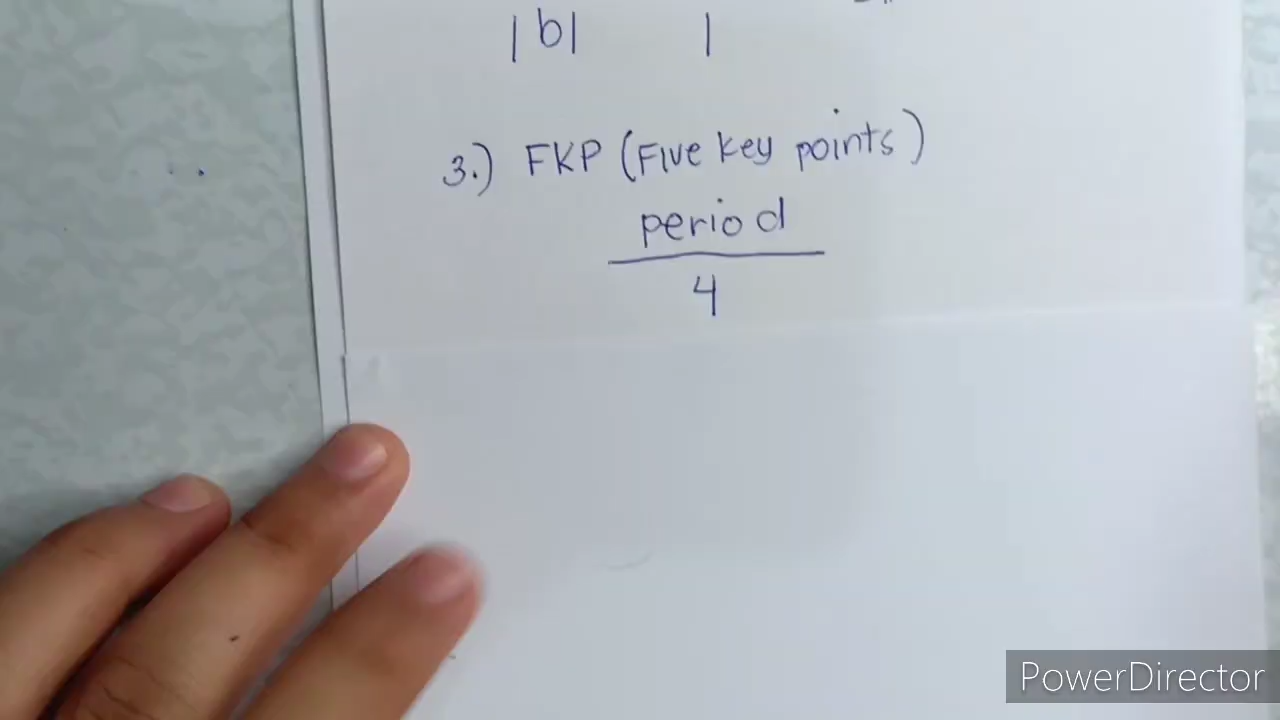 |b| 1
3.) FKP (Five key points)
period
4
PowerDirector